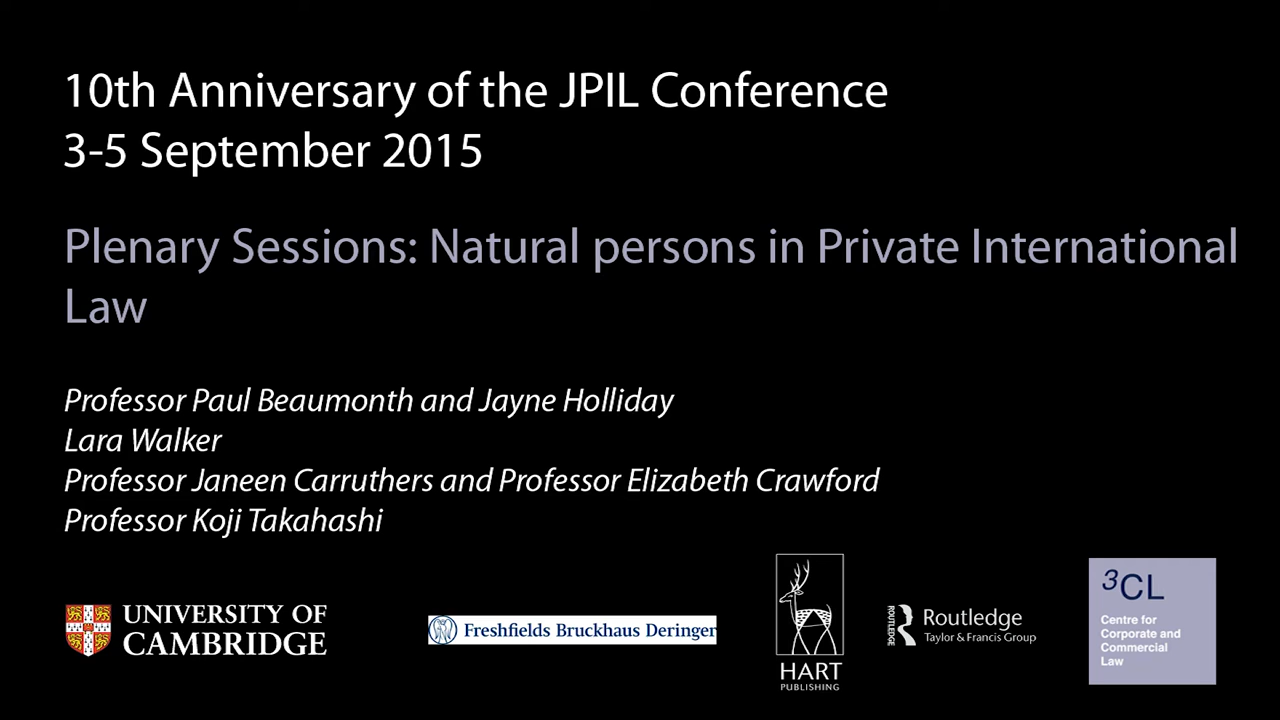 10th Anniversary of the JPIL Conference
3-5 September 2015
Plenary Sessions: Natural persons in Private International
Law
Professor Paul Beaumonth and Jayne Holliday
Lara Walker
Professor Janeen Carruthers and Professor Elizabeth Crawford
Professor Koji Takahashi
UNIVERSITY OF
CAMBRIDGE
Freshfields Bruckhaus Deringer
HART
PUBLISHING
ROUTLEDGE
Routledge
Taylor & Francis Group
3CL
Centre for
Corporate and
Commercial
Law